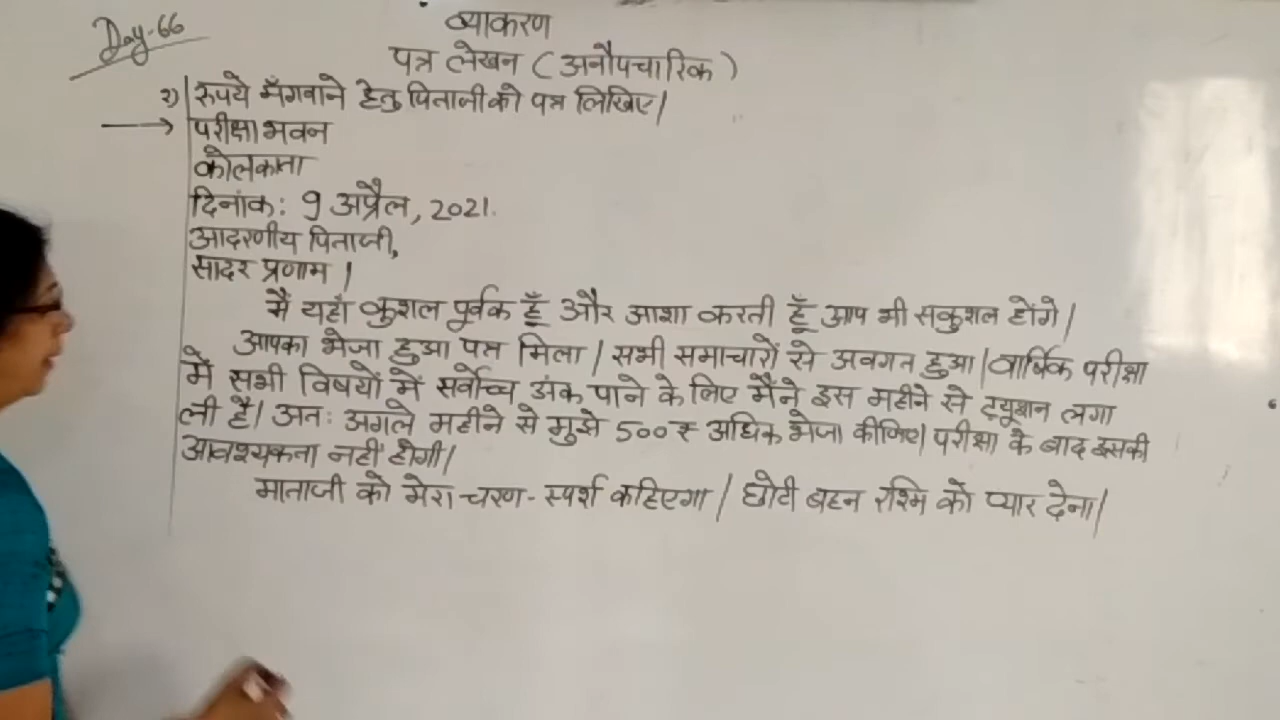 Day-66
व्याकरण
पत्र लेखन (अनौपचारिक)
२) रुपये मँगवाने हेतु पिताजी को पत्र लिखिए।
→ परीक्षा भवन
कोलकाता
दिनांक: 9 अप्रैल, 2021.
आदरणीय पिताजी,
सादर प्रणाम।
मैं यहाँ कुशल पूर्वक हूँ और आशा करती हूँ आप भी सकुशल होंगे।
आपका भेजा हुआ पत्र मिला। सभी समाचारों से अवगत हुआ। वार्षिक परीक्षा
में सभी विषयों में सर्वोच्च अंक पाने के लिए मैंने इस महीने से ट्यूशन लगा
ली है। अतः अगले महीने से मुझे 500₹ अधिक भेजा कीजिए। परीक्षा के बाद इसकी
आवश्यकता नहीं होगी।
माताजी को मेरा चरण-स्पर्श कहिएगा। छोटी बहन रश्मि को प्यार देना।